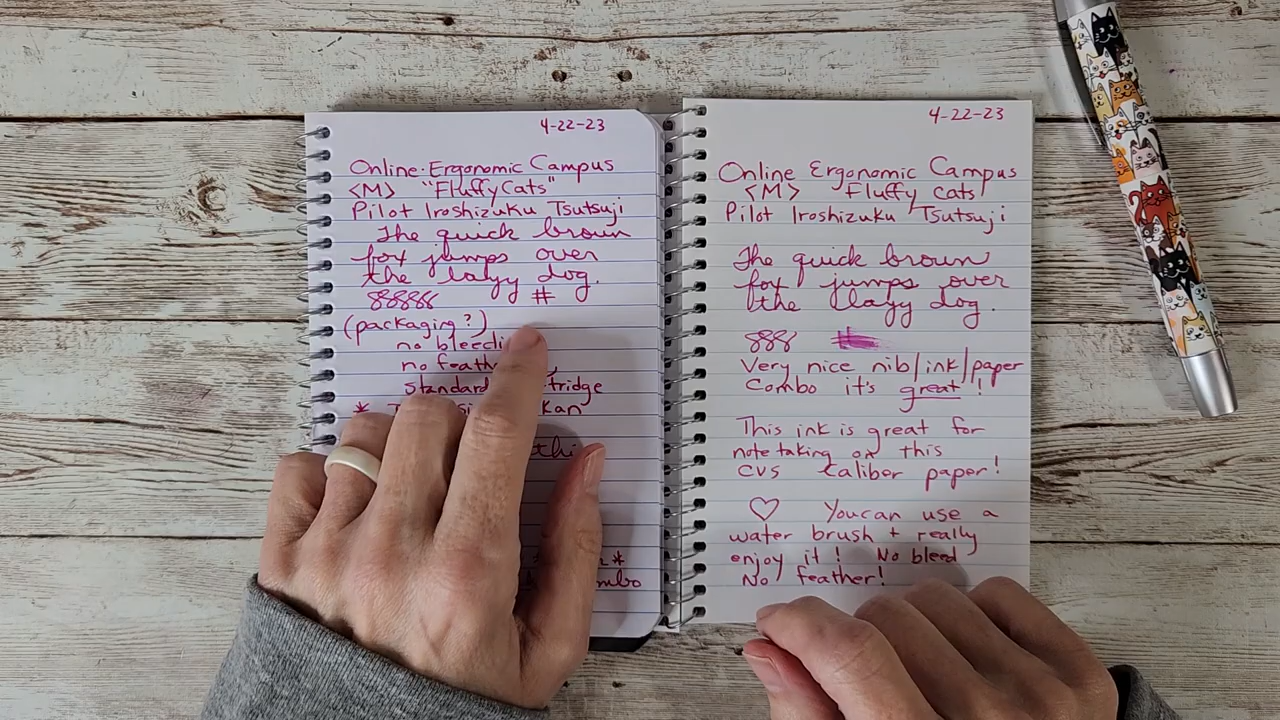 4-22-23
Online Ergonomic Campus
<M> "Fluffy Cats"
Pilot Iroshizuku Tsutsuji
The quick brown
fox jumps over
the lazy dog.
88888 #
(packaging?)
no
no
standard
*
thi
*
4-22-23
Online Ergonomic Campus
<M> Fluffy Cats
Pilot Iroshizuku Tsutsuji
The quick brown
fox jumps over
the lazy dog.
888
Very nice nib/ink/paper
combo it's great!
This ink is great for
note taking on this
CVS Caliber paper!
♡ You can use a
water brush + really
enjoy it! No bleed
No feather!